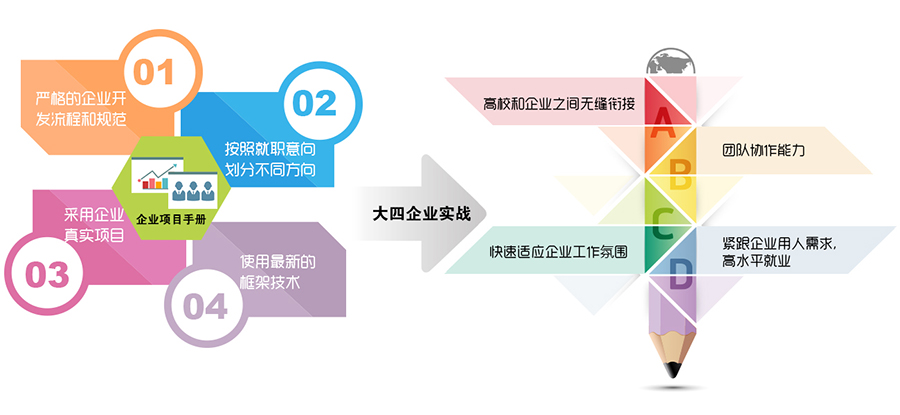 01
严格的企业开
发流程和规范
02
按照就职意向
划分不同方向
企业项目手册
采用企业
真实项目
03
使用最新的
框架技术
04
大四企业实战
高校和企业之间无缝衔接
A
团队协作能力
B
快速适应企业工作氛围
C
紧跟企业用人需求,
高水平就业
D